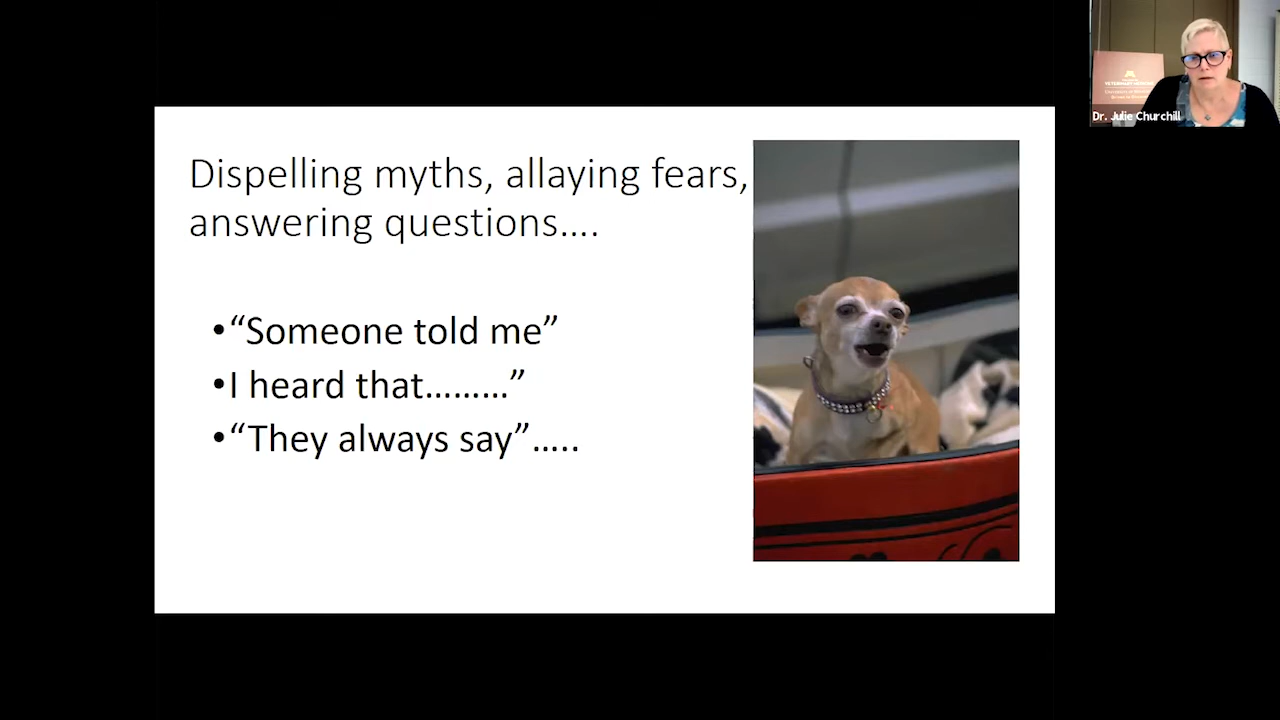 Dispelling myths, allaying fears,
answering questions....
•“Someone told me”
•I heard that………”
•“They always say”…..
Dr. Julie Churchill